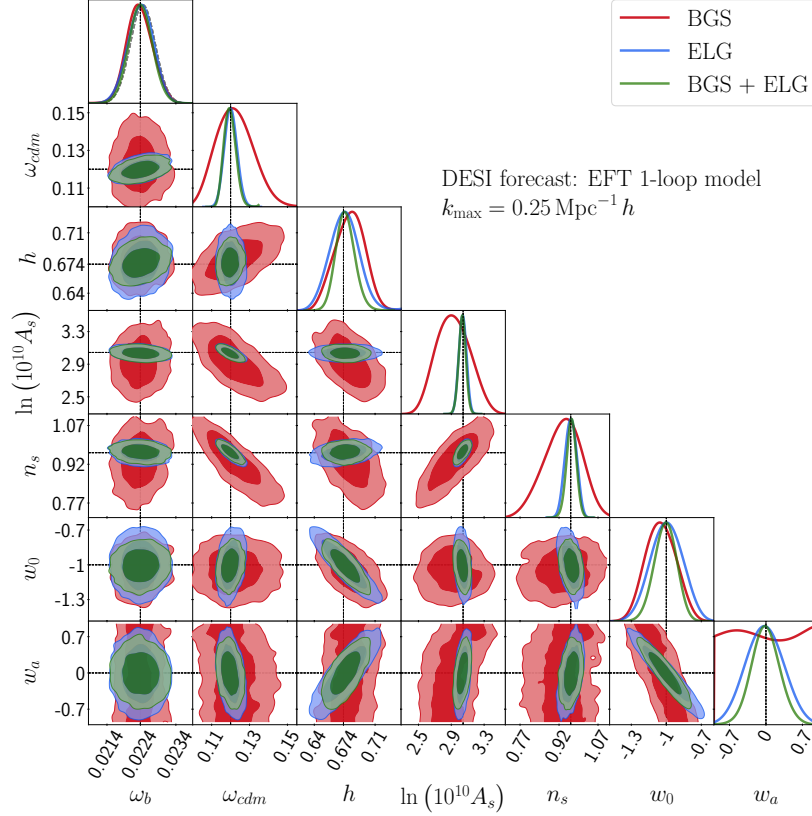 BGS
ELG
BGS + ELG
DESI forecast: EFT 1-loop model
k_max = 0.25 Mpc⁻¹ h
ω_cdm
0.15
0.13
0.11
h
0.71
0.674
0.64
ln (10¹⁰ A_s)
3.3
2.9
2.5
n_s
1.07
0.92
0.77
w_0
-0.7
-1
-1.3
w_a
0.7
0
-0.7
0.0214 0.0224 0.0234 0.11 0.13 0.15 0.64 0.674 0.71 2.5 2.9 3.3 0.77 0.92 1.07 -1.3 -1 -0.7 -0.7 0 0.7
ω_b ω_cdm h ln (10¹⁰ A_s) n_s w_0 w_a